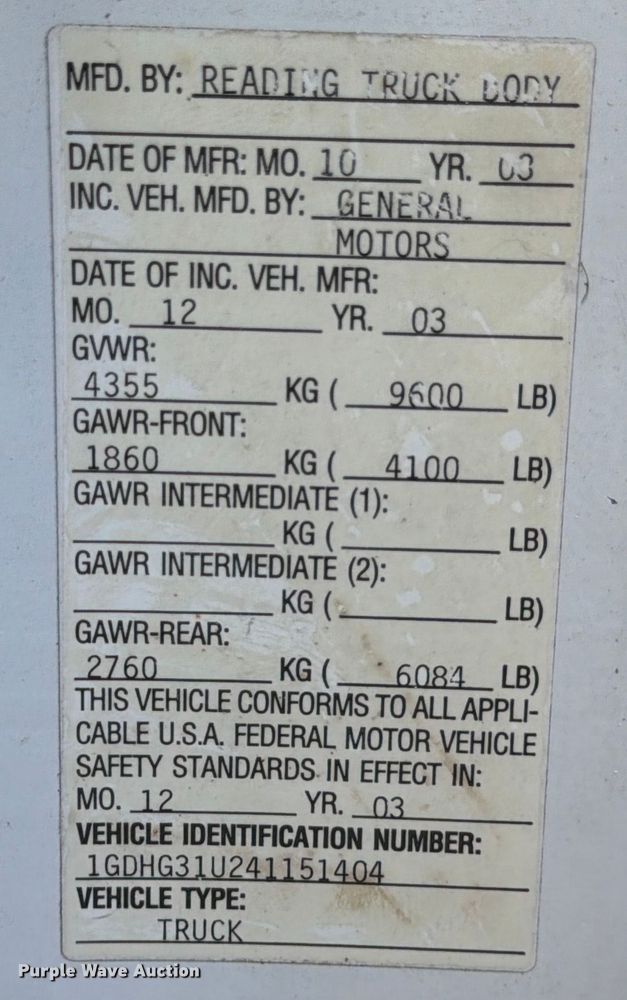 MFD. BY: READING TRUCK BODY
DATE OF MFR: MO. 10 YR. 03
INC. VEH. MFD. BY: GENERAL
MOTORS
DATE OF INC. VEH. MFR:
MO. 12 YR. 03
GVWR:
4355 KG ( 9600 LB)
GAWR-FRONT:
1860 KG ( 4100 LB)
GAWR INTERMEDIATE (1):
KG ( LB)
GAWR INTERMEDIATE (2):
KG ( LB)
GAWR-REAR:
2760 KG ( 6084 LB)
THIS VEHICLE CONFORMS TO ALL APPLI-
CABLE U.S.A. FEDERAL MOTOR VEHICLE
SAFETY STANDARDS IN EFFECT IN:
MO. 12 YR. 03
VEHICLE IDENTIFICATION NUMBER:
1GDHG31U241151404
VEHICLE TYPE:
TRUCK
Purple Wave Auction